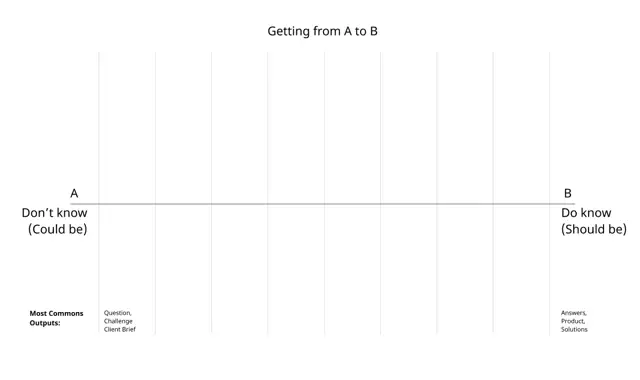 Getting from A to B
A
B
Don’t know
(Could be)
Do know
(Should be)
Most Commons
Outputs:
Question,
Challenge
Client Brief
Answers,
Product,
Solutions